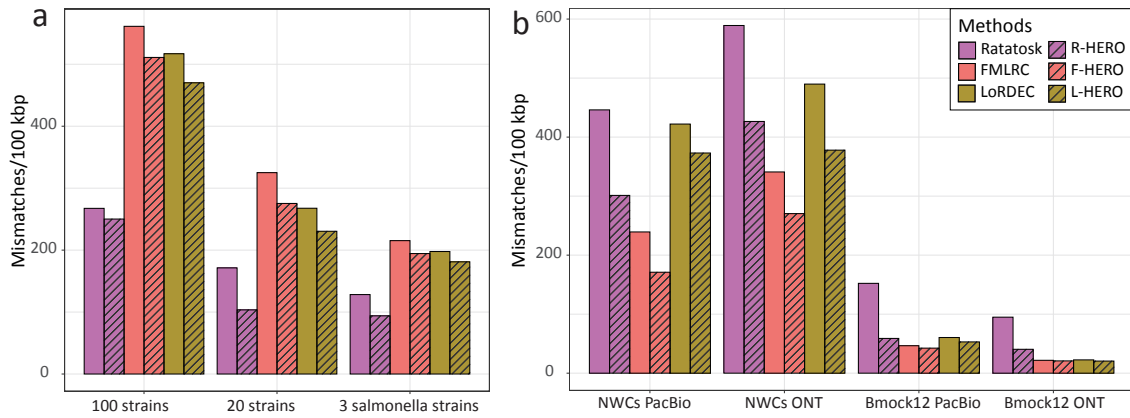 a
Mismatches/100 kbp
400
200
0
100 strains
20 strains
3 salmonella strains
b
Mismatches/100 kbp
600
400
200
0
NWCs PacBio
NWCs ONT
Bmock12 PacBio
Bmock12 ONT
Methods
Ratatosk R-HERO
FMLRC F-HERO
LoRDEC L-HERO